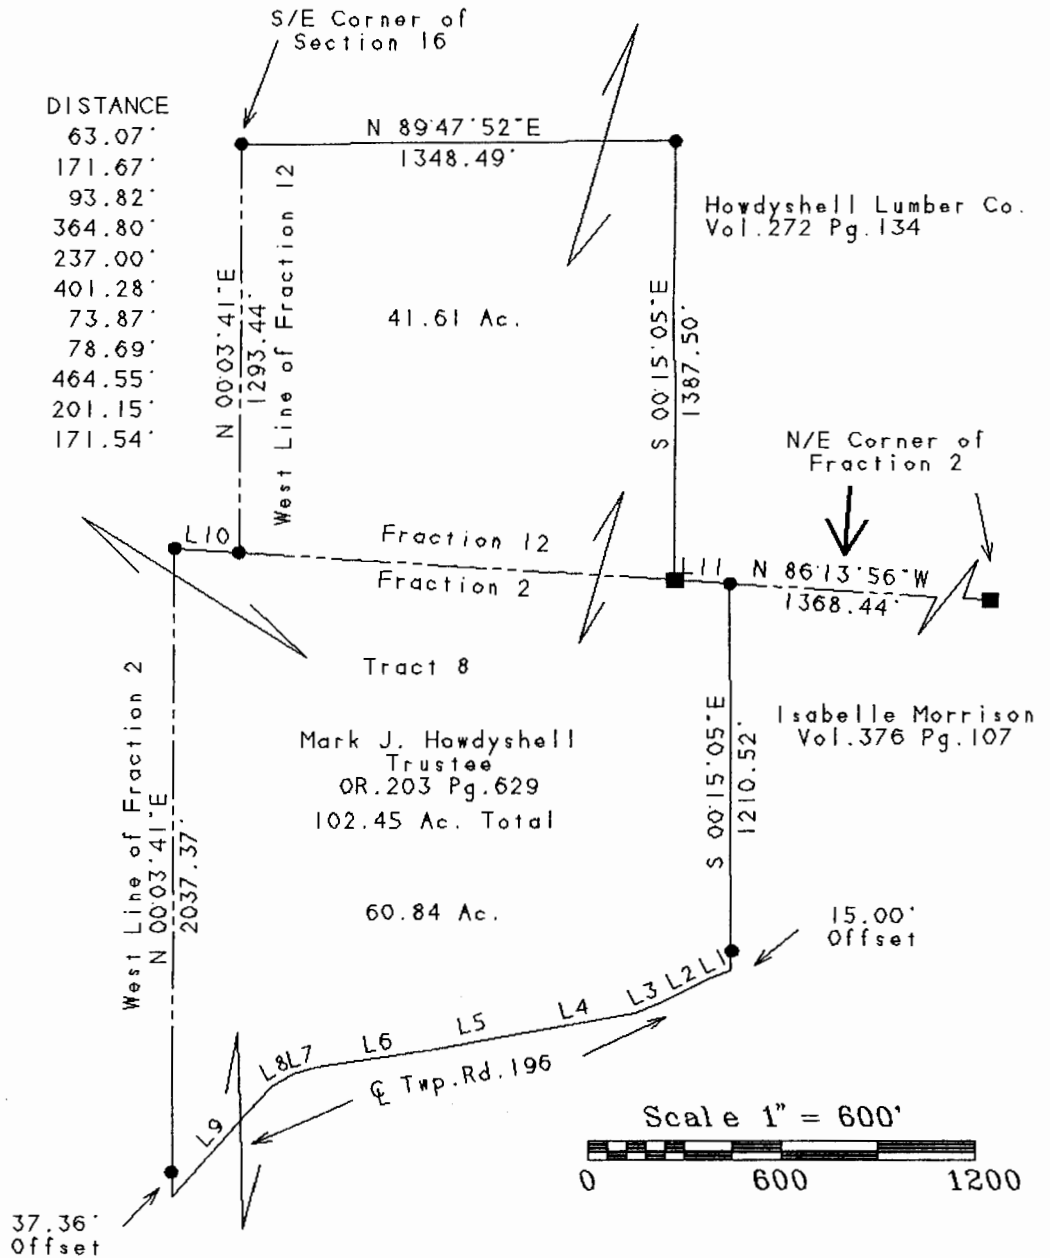 S/E Corner of
Section 16
DISTANCE
63.07'
171.67'
93.82'
364.80'
237.00'
401.28'
73.87'
78.69'
464.55'
201.15'
171.54'
N 89°47'52"E
1348.49'
Howdyshell Lumber Co.
Vol.272 Pg.134
N 00°03'41"E
1293.44'
West Line of Fraction 12
41.61 Ac.
S 00°15'05"E
1387.50'
N/E Corner of
Fraction 2
L10
Fraction 12
Fraction 2
L11
N 86°13'56"W
1368.44'
Tract 8
Mark J. Howdyshell
Trustee
OR.203 Pg.629
102.45 Ac. Total
60.84 Ac.
Isabelle Morrison
Vol.376 Pg.107
S 00°15'05"E
1210.52'
West Line of Fraction 2
N 00°03'41"E
2037.37'
15.00'
Offset
L1
L2
L3
L4
L5
L6
L7
L8
L9
℄ Twp.Rd.196
37.36'
Offset
Scale 1" = 600'
0 600 1200